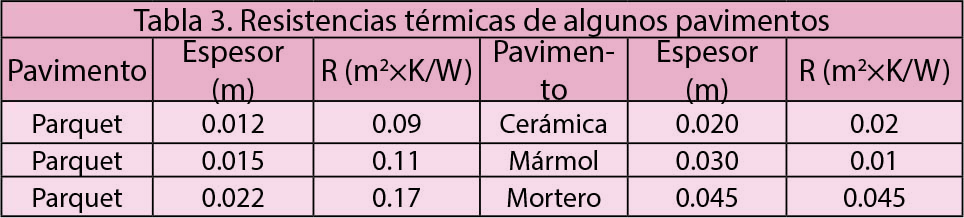 Tabla 3. Resistencias térmicas de algunos pavimentos
Pavimento Espesor (m) R (m²×K/W) Pavimen-to Espesor (m) R (m²×K/W)
Parquet 0.012 0.09 Cerámica 0.020 0.02
Parquet 0.015 0.11 Mármol 0.030 0.01
Parquet 0.022 0.17 Mortero 0.045 0.045